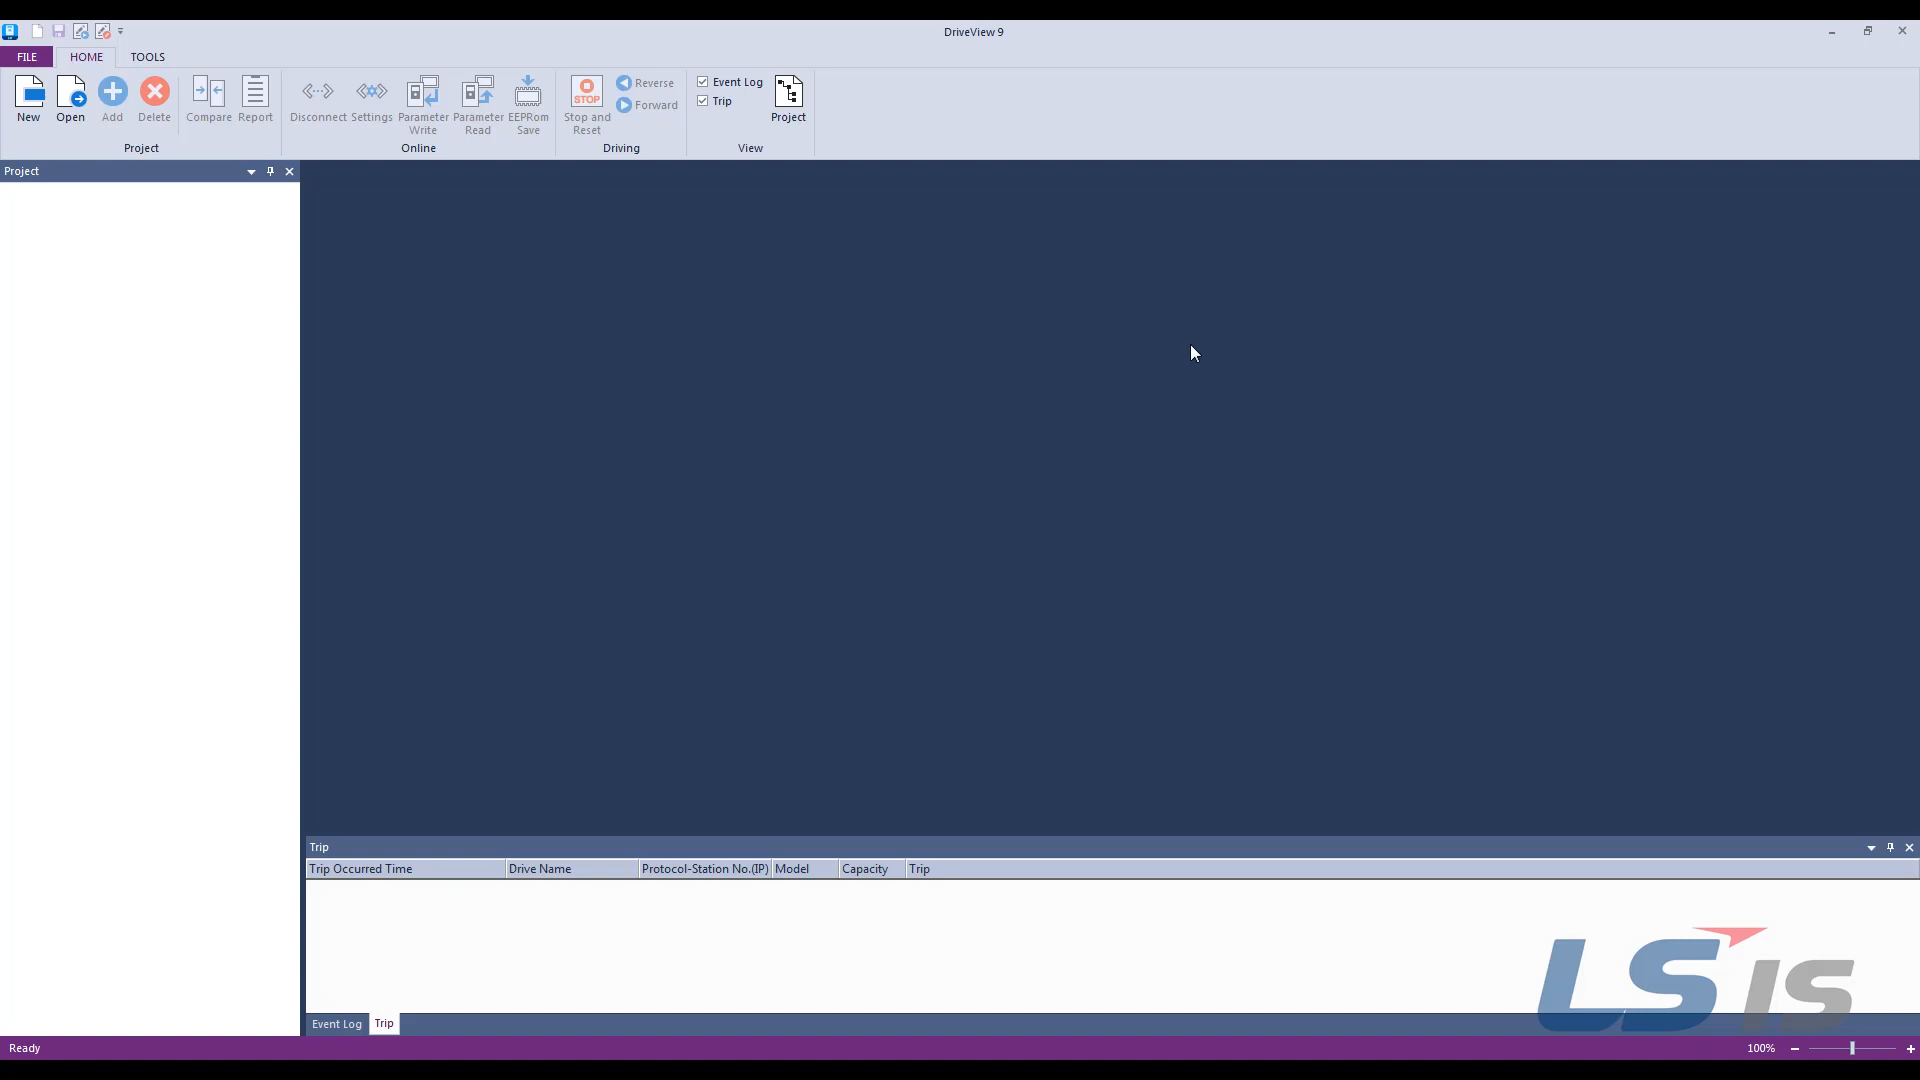 DriveView 9
FILE HOME TOOLS
New Open Add Delete Compare Report Disconnect Settings Parameter Write Parameter Read EEPRom Save Stop and Reset Reverse Forward Event Log Trip Project
STOP
Project Online Driving View
Project
Trip
Trip Occurred Time Drive Name Protocol-Station No.(IP) Model Capacity Trip
LSis
Event Log Trip
Ready 100%